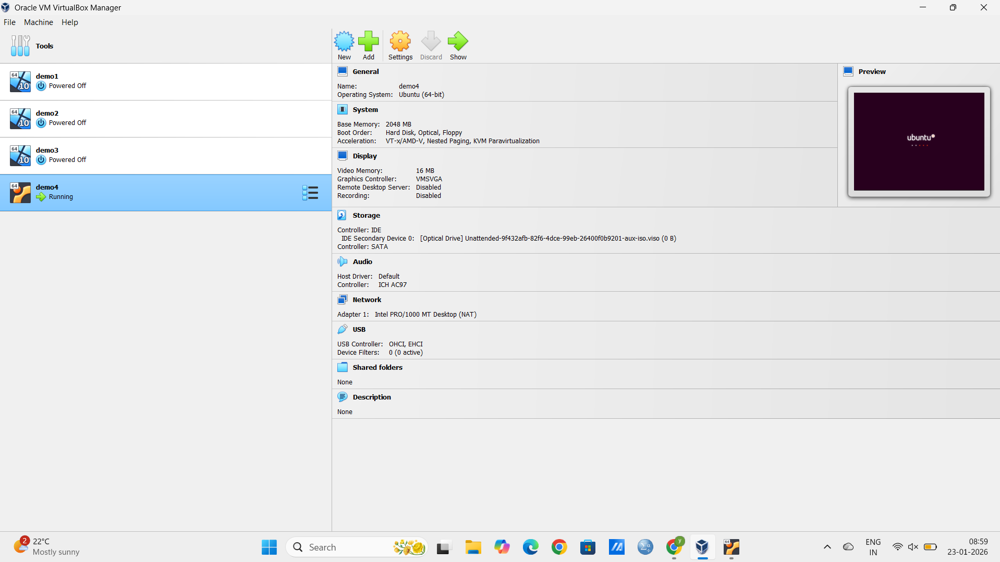 Oracle VM VirtualBox Manager
File Machine Help
Tools
New Add Settings Discard Show
64 10 demo1
Powered Off
64 10 demo2
Powered Off
64 10 demo3
Powered Off
64 demo4
Running
General
Name: demo4
Operating System: Ubuntu (64-bit)
System
Base Memory: 2048 MB
Boot Order: Hard Disk, Optical, Floppy
Acceleration: VT-x/AMD-V, Nested Paging, KVM Paravirtualization
Display
Video Memory: 16 MB
Graphics Controller: VMSVGA
Remote Desktop Server: Disabled
Recording: Disabled
Preview
ubuntu
Storage
Controller: IDE
IDE Secondary Device 0: [Optical Drive] Unattended-9f432afb-82f6-4dce-99eb-26400f0b9201-aux-iso.viso (0 B)
Controller: SATA
Audio
Host Driver: Default
Controller: ICH AC97
Network
Adapter 1: Intel PRO/1000 MT Desktop (NAT)
USB
USB Controller: OHCI, EHCI
Device Filters: 0 (0 active)
Shared folders
None
Description
None
2 22°C
Mostly sunny
Search
y
64
ENG
IN
08:59
23-01-2026